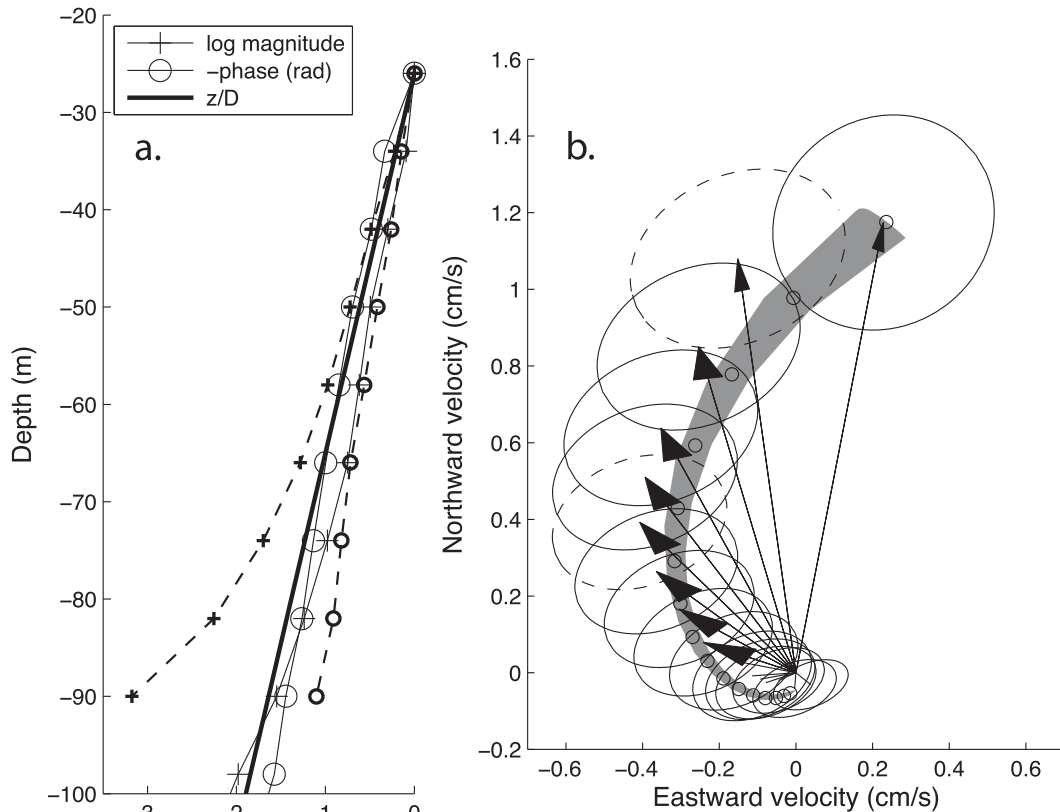 −20
−30
−40
−50
−60
−70
−80
−90
−100
Depth (m)
log magnitude
−phase (rad)
z/D
a.
1.6
1.4
1.2
1
0.8
0.6
0.4
0.2
0
−0.2
Northward velocity (cm/s)
b.
−0.6 −0.4 −0.2 0 0.2 0.4 0.6
Eastward velocity (cm/s)